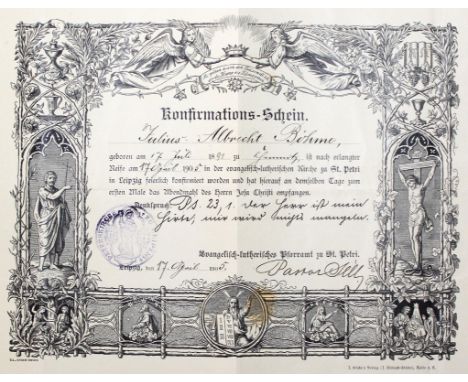 Konfirmations-Schein.
Julius Albrecht Böhme,
geboren am 17 Juli 189 zu Chemnitz, ist nach erlangter
Reife am 17 April 1905 in der evangelisch-lutherischen Kirche zu St. Petri
in Leipzig feierlich konfirmiert worden und hat hierauf an demselben Tage zum
ersten Male das Abendmahl des Herrn Jesu Christi empfangen.
Denkspruch: Ps. 23, 1. Der Herr ist mein
Hirte, mir wird nichts mangeln.
Evangelisch-lutherisches Pfarramt zu St. Petri.
Leipzig, den 17. April 1905.
Pastor